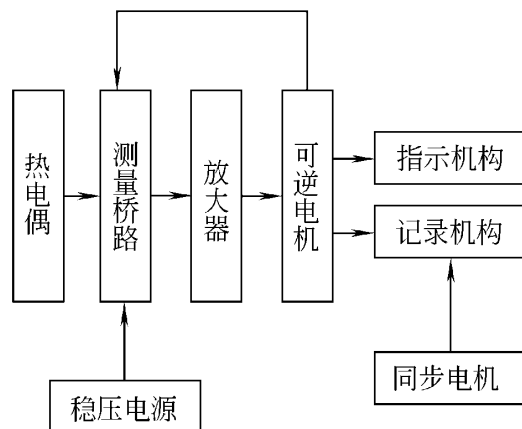 热电偶
测量桥路
放大器
可逆电机
指示机构
记录机构
同步电机
稳压电源